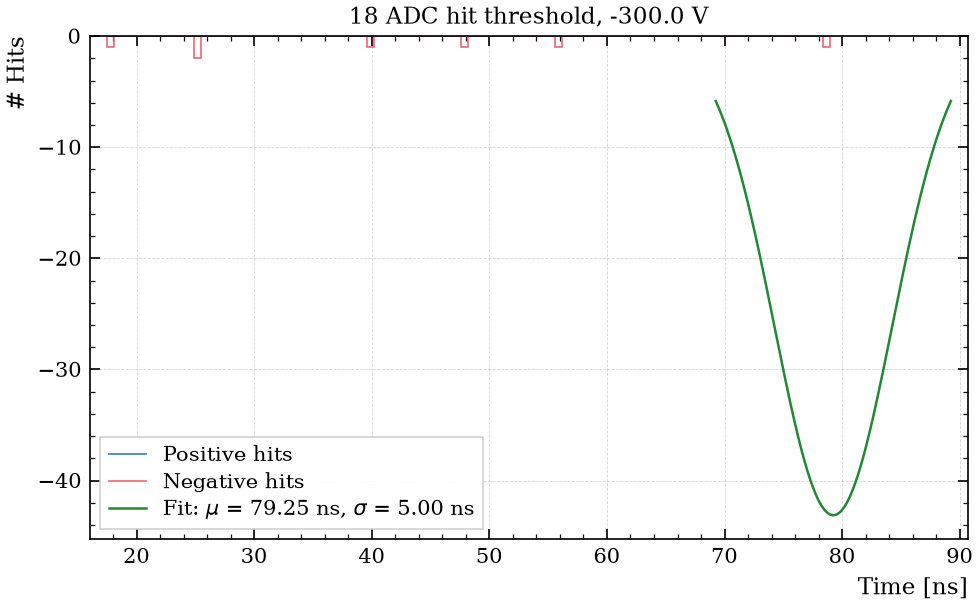 18 ADC hit threshold, -300.0 V
# Hits
0
−10
−20
−30
−40
Positive hits
Negative hits
Fit: μ = 79.25 ns, σ = 5.00 ns
20 30 40 50 60 70 80 90
Time [ns]